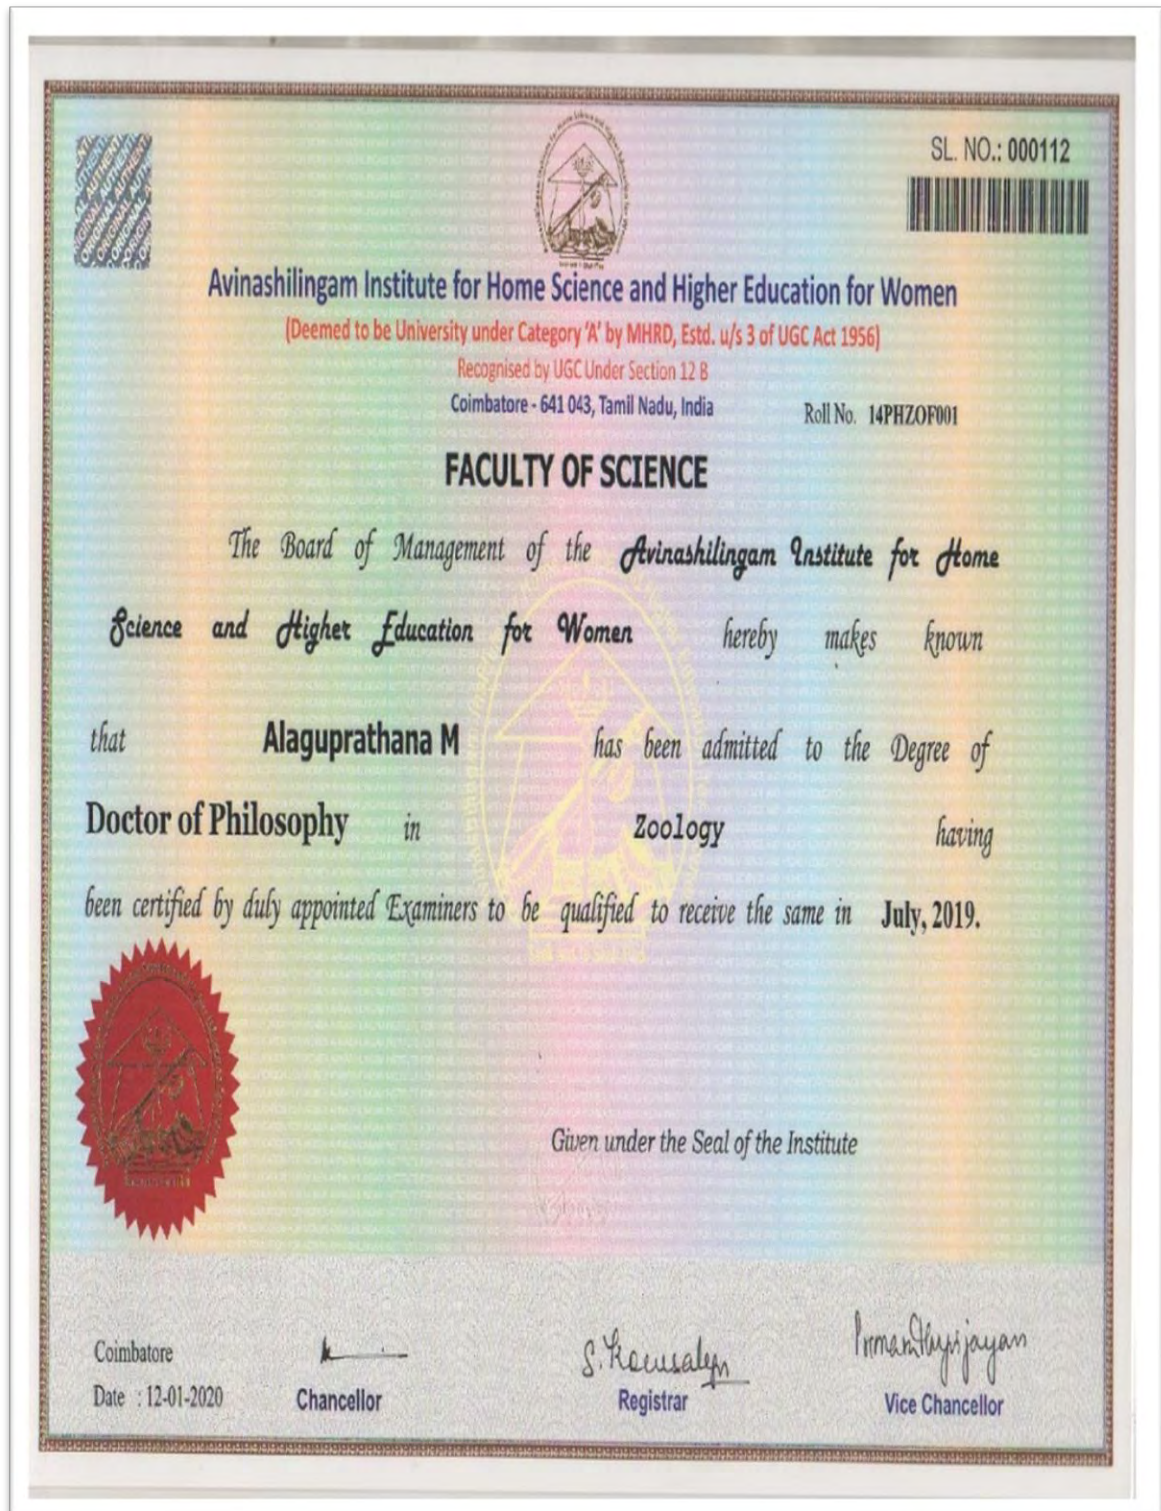 SL. NO.: 000112
Avinashilingam Institute for Home Science and Higher Education for Women
(Deemed to be University under Category 'A' by MHRD, Estd. u/s 3 of UGC Act 1956)
Recognised by UGC Under Section 12 B
Coimbatore - 641 043, Tamil Nadu, India
Roll No. 14PHZOF001
FACULTY OF SCIENCE
The Board of Management of the Avinashilingam Institute for Home
Science and Higher Education for Women hereby makes known
that Alaguprathana M has been admitted to the Degree of
Doctor of Philosophy in Zoology having
been certified by duly appointed Examiners to be qualified to receive the same in July, 2019.
Given under the Seal of the Institute
Coimbatore
Date : 12-01-2020
Chancellor
S. Kowsalya
Registrar
Vice Chancellor